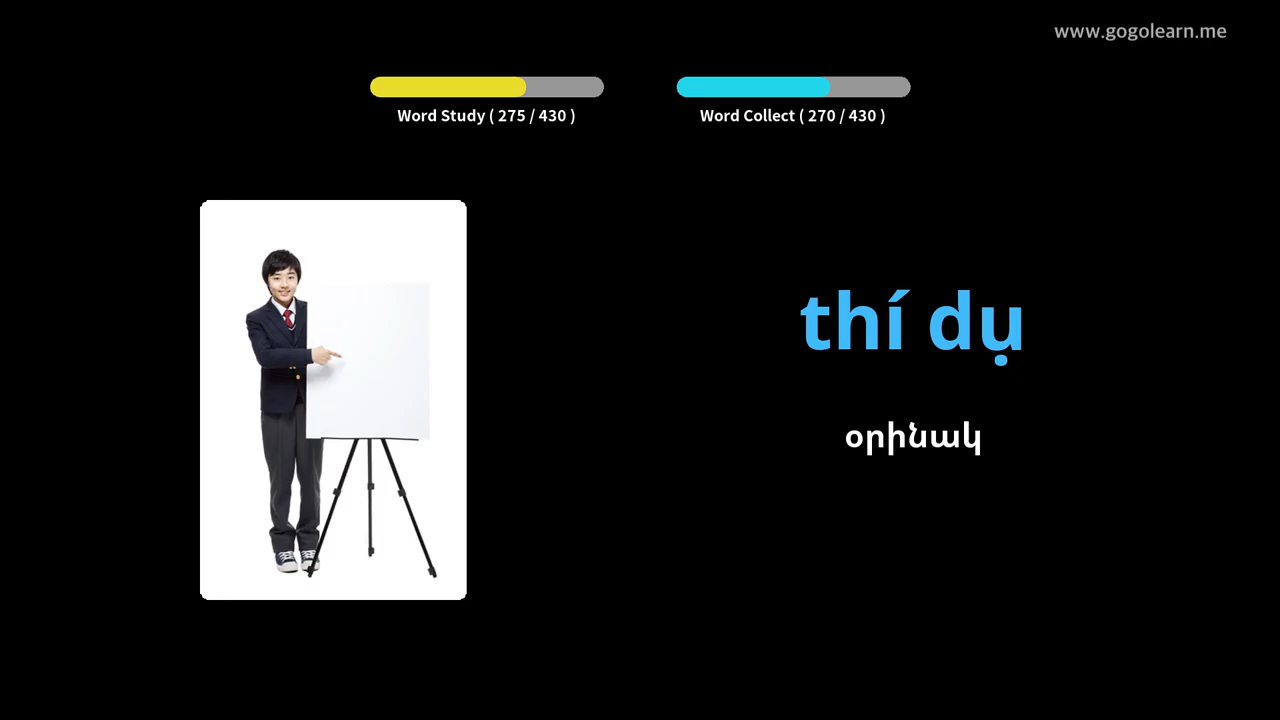 www.gogolearn.me
Word Study ( 275 / 430 )
Word Collect ( 270 / 430 )
thí dụ
օրինակ